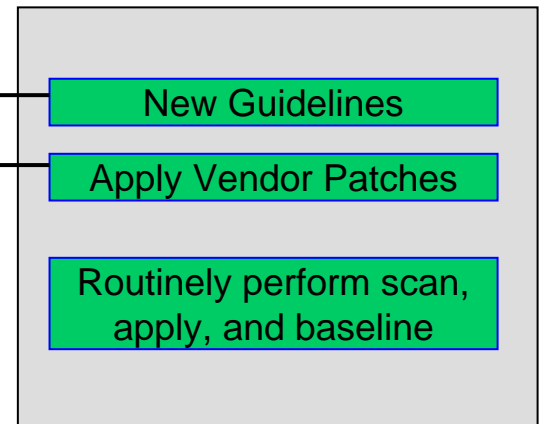 New Guidelines
Apply Vendor Patches
Routinely perform scan,
apply, and baseline